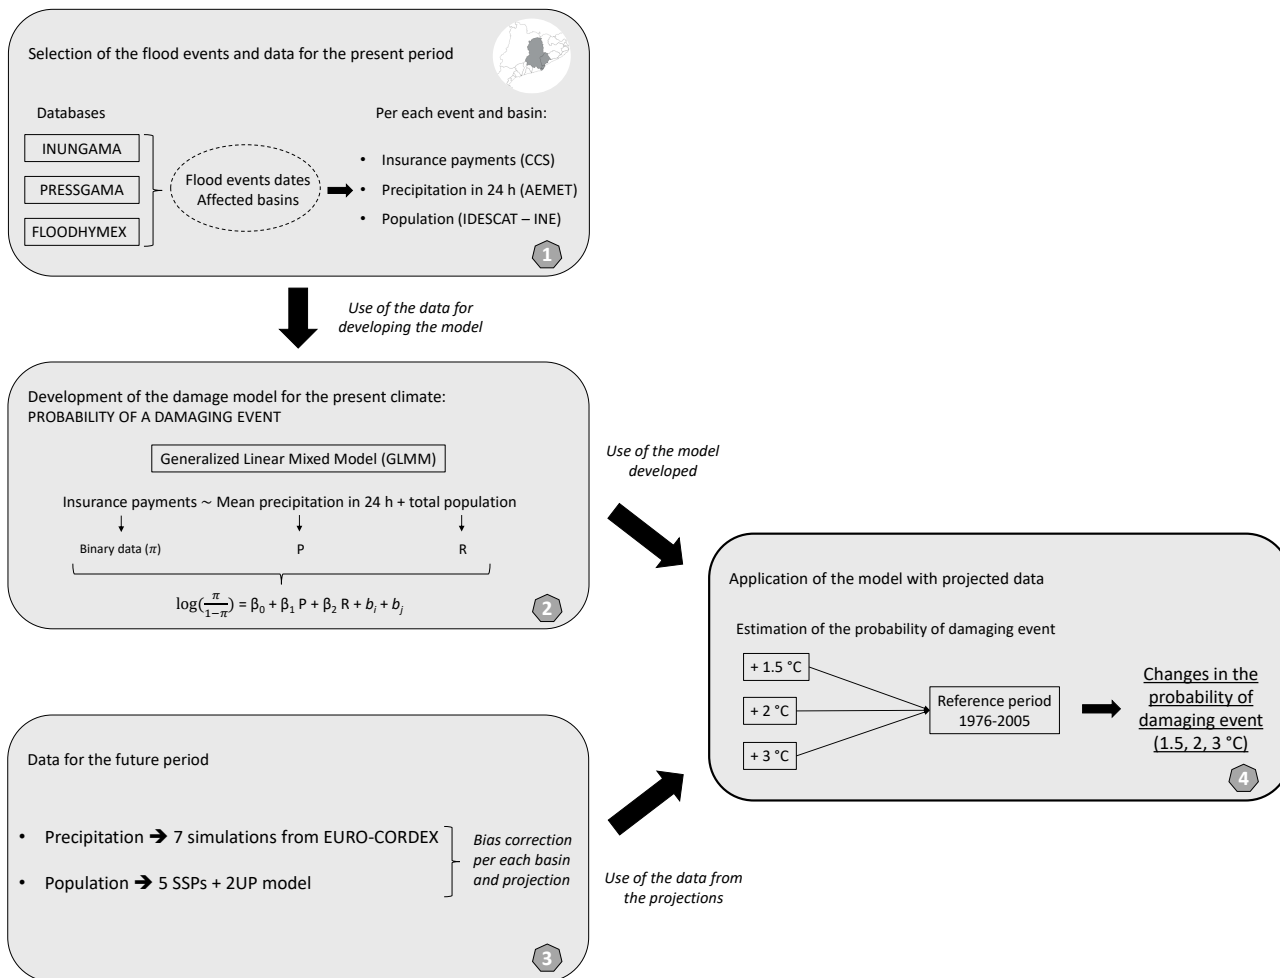 Selection of the flood events and data for the present period
Databases
INUNGAMA
PRESSGAMA
FLOODHYMEX
Flood events dates
Affected basins
Per each event and basin:
• Insurance payments (CCS)
• Precipitation in 24 h (AEMET)
• Population (IDESCAT – INE)
1
Use of the data for
developing the model
Development of the damage model for the present climate:
PROBABILITY OF A DAMAGING EVENT
Generalized Linear Mixed Model (GLMM)
Insurance payments ~ Mean precipitation in 24 h + total population
Binary data (π) P R
log(π/(1−π)) = β₀ + β₁ P + β₂ R + bᵢ + bⱼ
2
Use of the model
developed
Data for the future period
• Precipitation ➔ 7 simulations from EURO-CORDEX
• Population ➔ 5 SSPs + 2UP model
Bias correction
per each basin
and projection
3
Use of the data from
the projections
Application of the model with projected data
Estimation of the probability of damaging event
+ 1.5 °C
+ 2 °C
+ 3 °C
Reference period
1976-2005
Changes in the
probability of
damaging event
(1.5, 2, 3 °C)
4